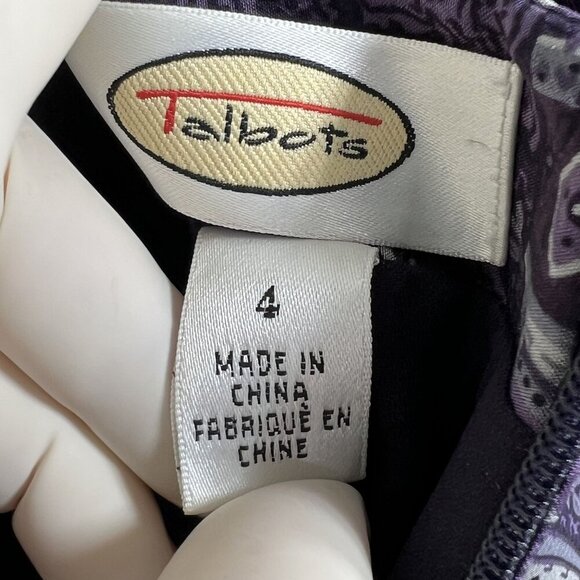 Talbots
4
MADE IN
CHINA
FABRIQUÉ EN
CHINE